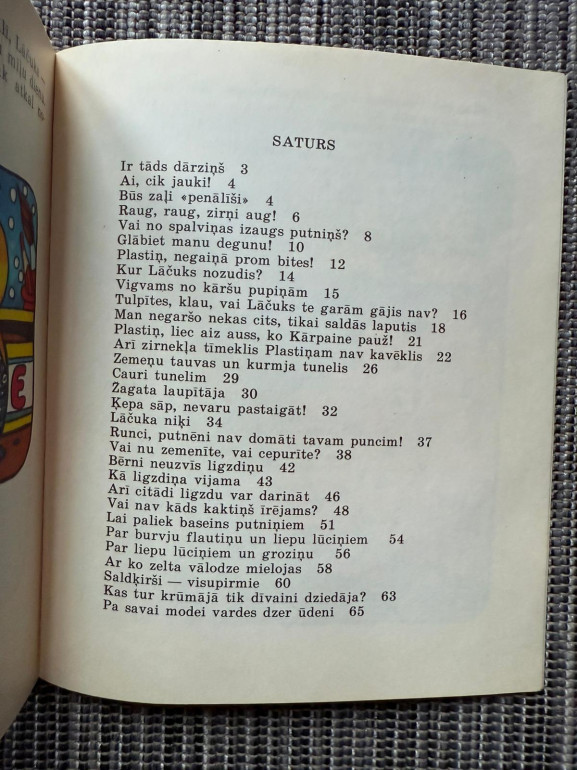 li, Lāčuks —
SATURS
Ir tāds dārziņš 3
Ai, cik jauki! 4
Būs zaļi «penālīši» 4
Raug, raug, zirņi aug! 6
Vai no spalviņas izaugs putniņš? 8
Glābiet manu degunu! 10
Plastiņ, negaiņā prom bites! 12
Kur Lāčuks nozudis? 14
Vigvams no kāršu pupiņām 15
Tulpītes, klau, vai Lāčuks te garām gājis nav? 16
Man negaršo nekas cits, tikai saldās laputis 18
Plastiņ, liec aiz auss, ko Kārpaine pauž! 21
Arī zirnekļa tīmeklis Plastiņam nav kavēklis 22
Zemeņu tauvas un kurmja tunelis 26
Cauri tunelim 29
Žagata laupītāja 30
Ķepa sāp, nevaru pastaigāt! 32
Lāčuka niķi 34
Runci, putnēni nav domāti tavam puncim! 37
Vai nu zemenīte, vai cepurīte? 38
Bērni neuzvīs ligzdiņu 42
Kā ligzdiņa vijama 43
Arī citādi ligzdu var darināt 46
Vai nav kāds kaktiņš īrējams? 48
Lai paliek baseins putniņiem 51
Par burvju flautiņu un liepu lūciņiem 54
Par liepu lūciņiem un groziņu 56
Ar ko zelta vālodze mielojas 58
Saldķirši — visupirmie 60
Kas tur krūmājā tik dīvaini dziedāja? 63
Pa savai modei vardes dzer ūdeni 65
E